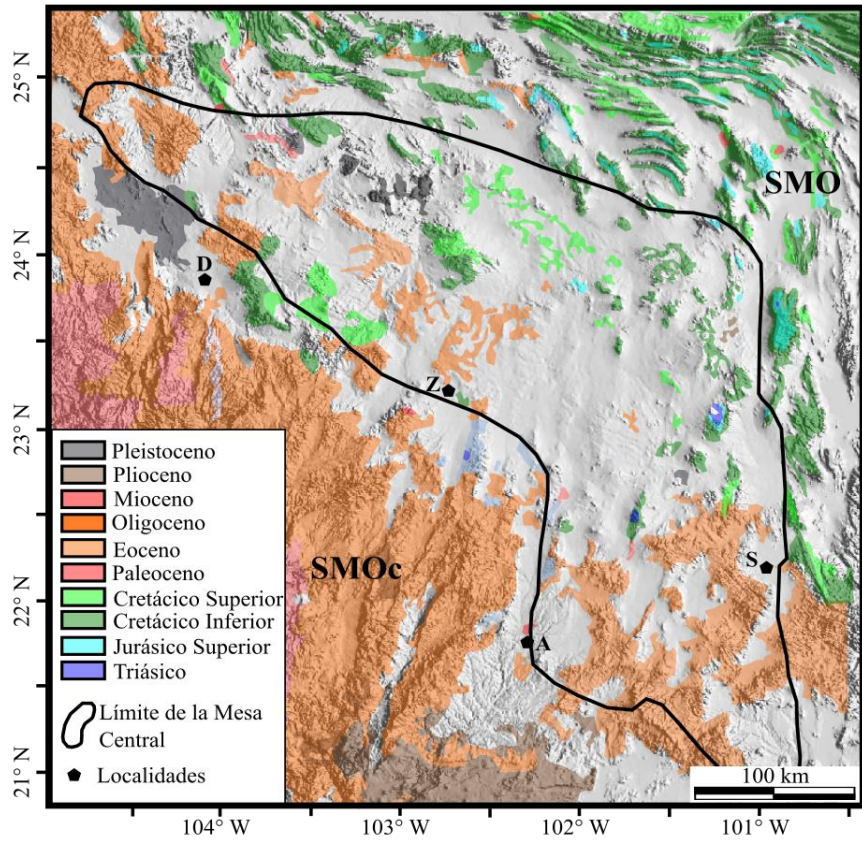 25° N
24° N
23° N
22° N
21° N
SMO
D
Z
SMOc
S
A
Pleistoceno
Plioceno
Mioceno
Oligoceno
Eoceno
Paleoceno
Cretácico Superior
Cretácico Inferior
Jurásico Superior
Triásico
Límite de la Mesa
Central
Localidades
100 km
104° W
103° W
102° W
101° W